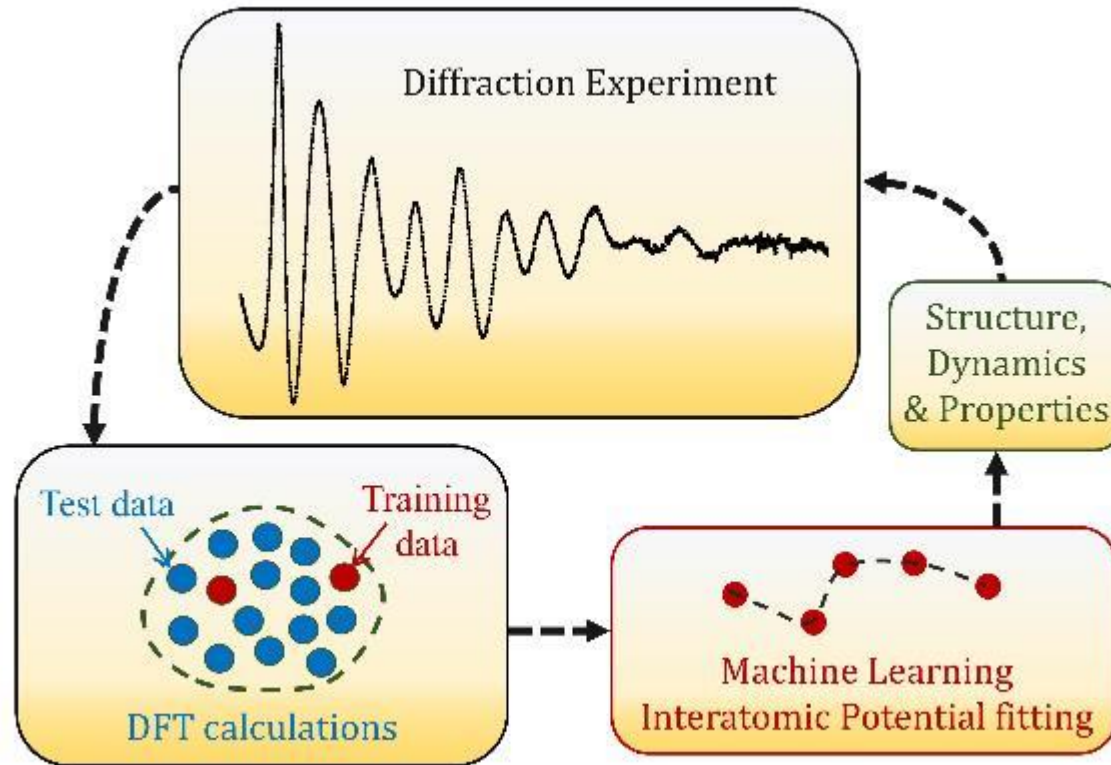 Diffraction Experiment
Structure,
Dynamics
& Properties
Test data
Training
data
DFT calculations
Machine Learning
Interatomic Potential fitting